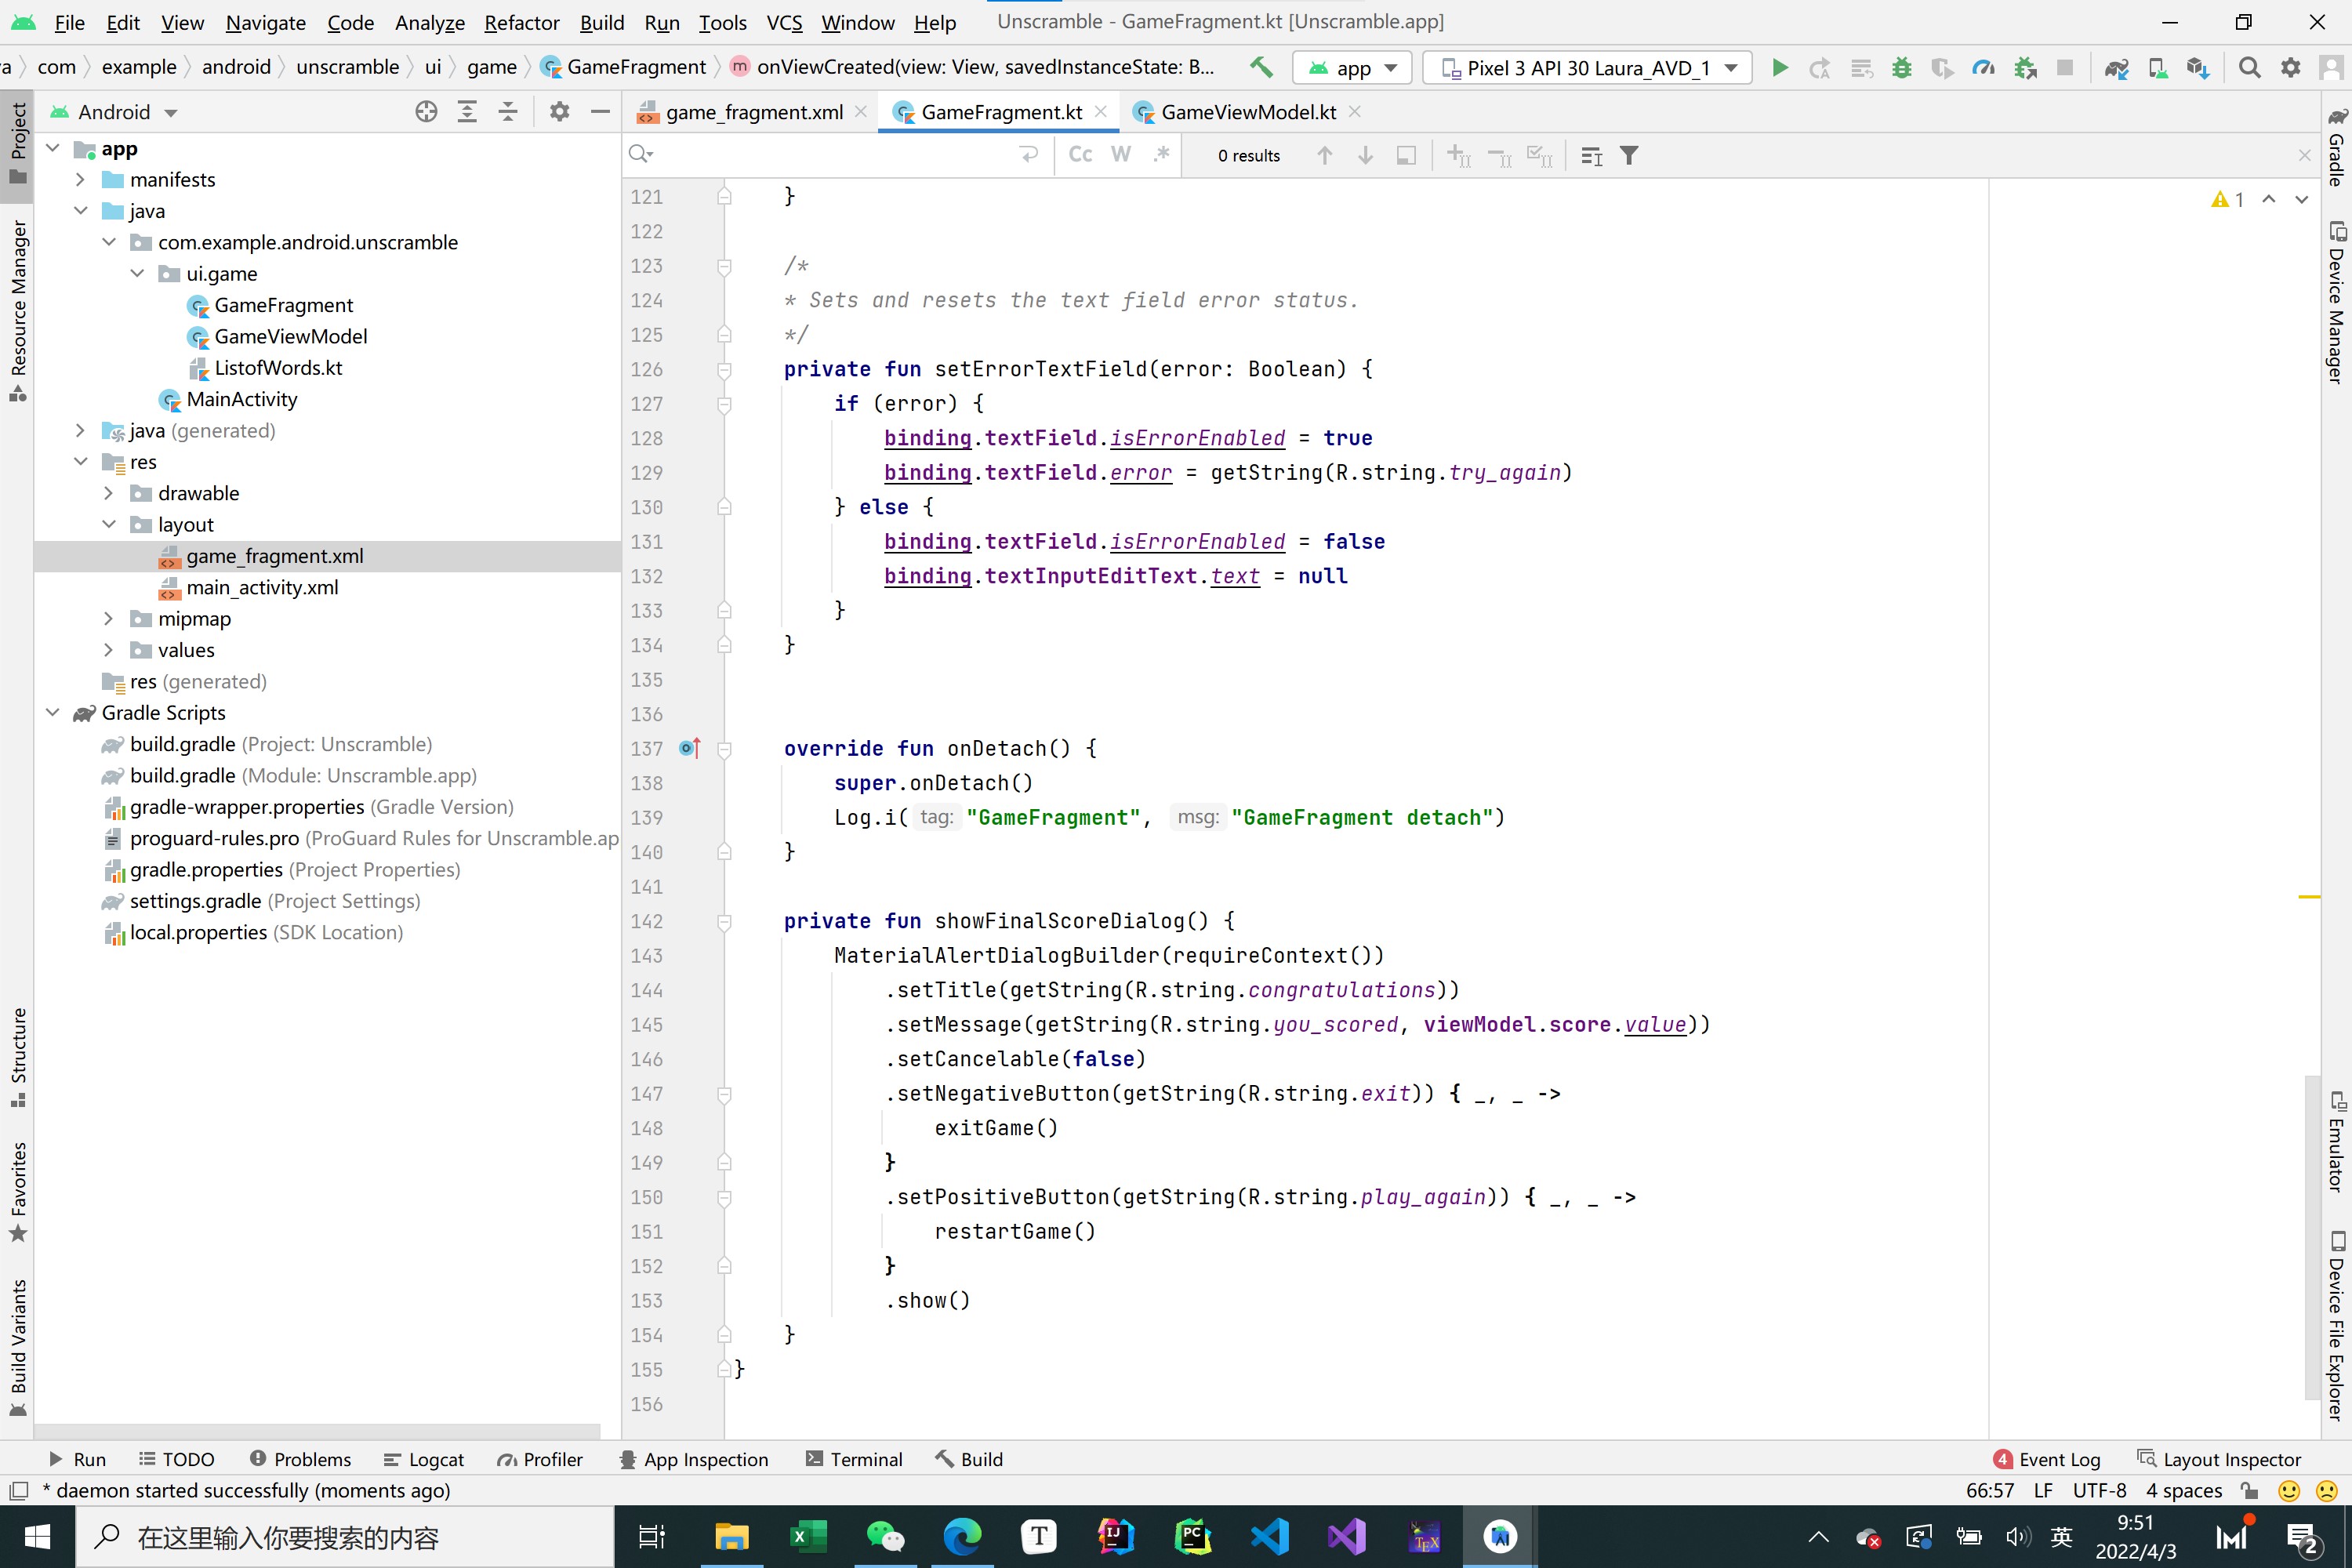 File Edit View Navigate Code Analyze Refactor Build Run Tools VCS Window Help Unscramble - GameFragment.kt [Unscramble.app]
a com example android unscramble ui game GameFragment onViewCreated(view: View, savedInstanceState: B... app Pixel 3 API 30 Laura_AVD_1
Project
Resource Manager
Structure
Favorites
Build Variants
Android
app
manifests
java
com.example.android.unscramble
ui.game
GameFragment
GameViewModel
ListofWords.kt
MainActivity
java (generated)
res
drawable
layout
game_fragment.xml
main_activity.xml
mipmap
values
res (generated)
Gradle Scripts
build.gradle (Project: Unscramble)
build.gradle (Module: Unscramble.app)
gradle-wrapper.properties (Gradle Version)
proguard-rules.pro (ProGuard Rules for Unscramble.ap
gradle.properties (Project Properties)
settings.gradle (Project Settings)
local.properties (SDK Location)
game_fragment.xml GameFragment.kt GameViewModel.kt
Cc W .* 0 results
1
121 }
122
123 /*
124 * Sets and resets the text field error status.
125 */
126 private fun setErrorTextField(error: Boolean) {
127 if (error) {
128 binding.textField.isErrorEnabled = true
129 binding.textField.error = getString(R.string.try_again)
130 } else {
131 binding.textField.isErrorEnabled = false
132 binding.textInputEditText.text = null
133 }
134 }
135
136
137 override fun onDetach() {
138 super.onDetach()
139 Log.i( tag: "GameFragment", msg: "GameFragment detach")
140 }
141
142 private fun showFinalScoreDialog() {
143 MaterialAlertDialogBuilder(requireContext())
144 .setTitle(getString(R.string.congratulations))
145 .setMessage(getString(R.string.you_scored, viewModel.score.value))
146 .setCancelable(false)
147 .setNegativeButton(getString(R.string.exit)) { _, _ ->
148 exitGame()
149 }
150 .setPositiveButton(getString(R.string.play_again)) { _, _ ->
151 restartGame()
152 }
153 .show()
154 }
155 }
156
Gradle
Device Manager
Emulator
Device File Explorer
Run TODO Problems Logcat Profiler App Inspection Terminal Build 4 Event Log Layout Inspector
* daemon started successfully (moments ago) 66:57 LF UTF-8 4 spaces
在这里输入你要搜索的内容 T IJ PC TEX 英 9:51
2022/4/3 2